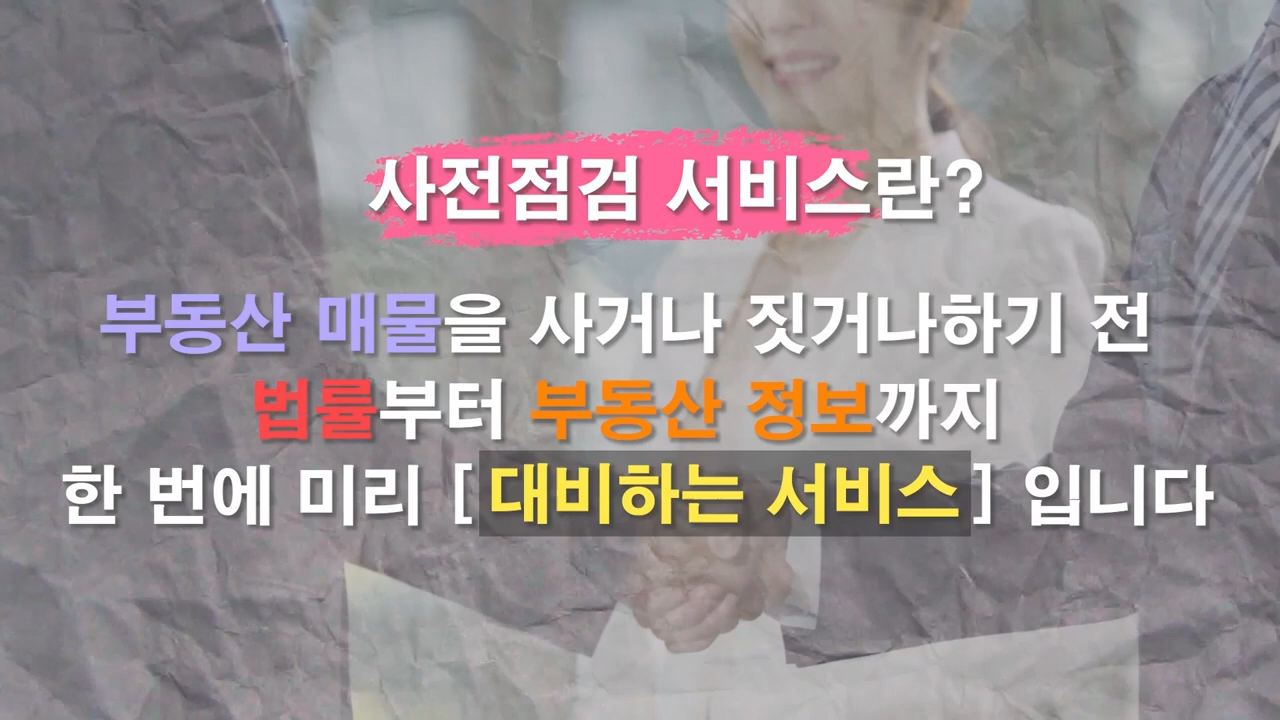 사전점검 서비스란?
부동산 매물을 사거나 짓거나하기 전
법률부터 부동산 정보까지
한 번에 미리 [대비하는 서비스] 입니다